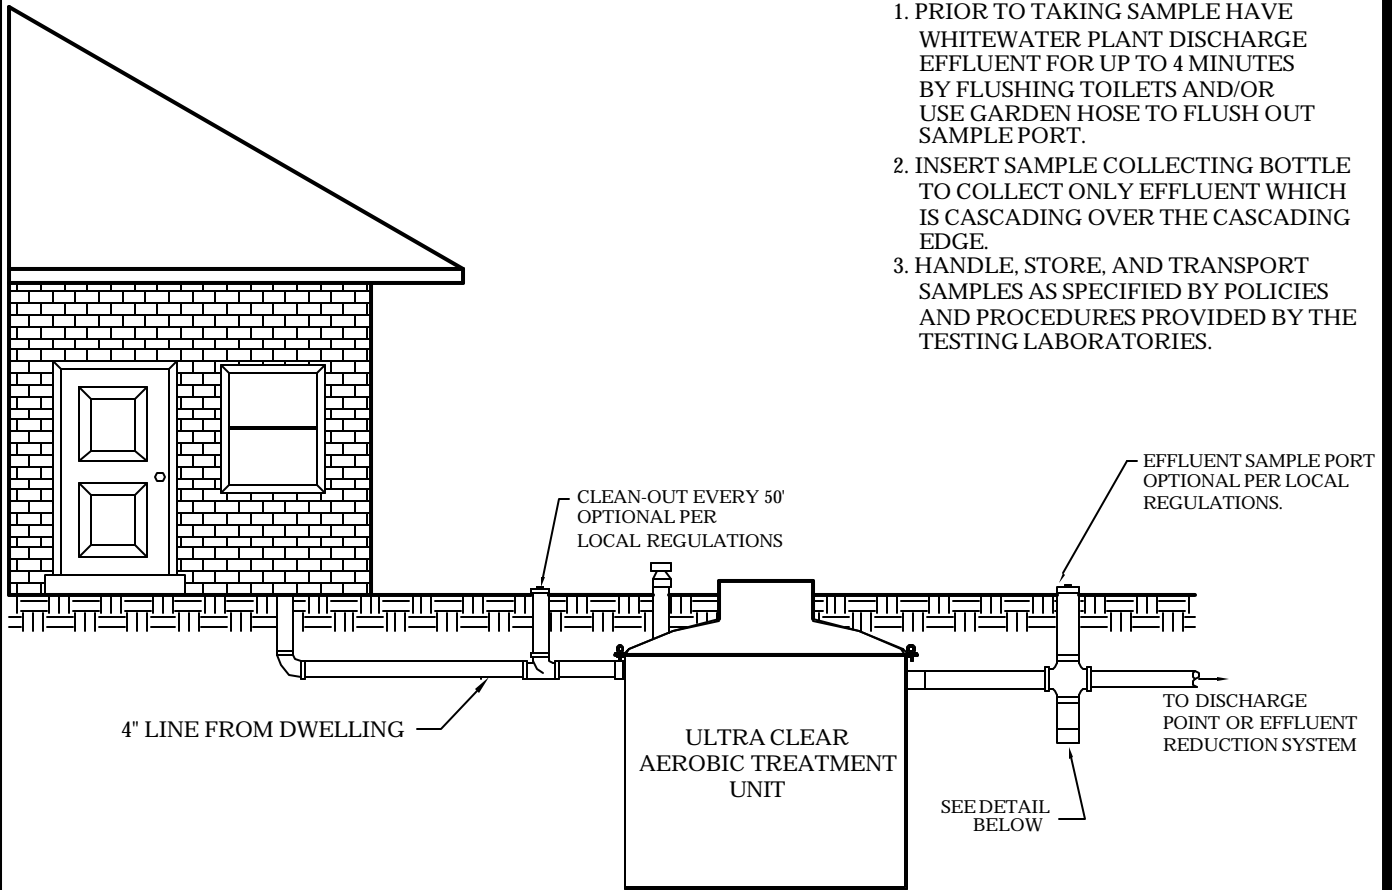 1. PRIOR TO TAKING SAMPLE HAVE
WHITEWATER PLANT DISCHARGE
EFFLUENT FOR UP TO 4 MINUTES
BY FLUSHING TOILETS AND/OR
USE GARDEN HOSE TO FLUSH OUT
SAMPLE PORT.
2. INSERT SAMPLE COLLECTING BOTTLE
TO COLLECT ONLY EFFLUENT WHICH
IS CASCADING OVER THE CASCADING
EDGE.
3. HANDLE, STORE, AND TRANSPORT
SAMPLES AS SPECIFIED BY POLICIES
AND PROCEDURES PROVIDED BY THE
TESTING LABORATORIES.
EFFLUENT SAMPLE PORT
OPTIONAL PER LOCAL
REGULATIONS.
CLEAN-OUT EVERY 50'
OPTIONAL PER
LOCAL REGULATIONS
4" LINE FROM DWELLING
ULTRA CLEAR
AEROBIC TREATMENT
UNIT
TO DISCHARGE
POINT OR EFFLUENT
REDUCTION SYSTEM
SEE DETAIL
BELOW